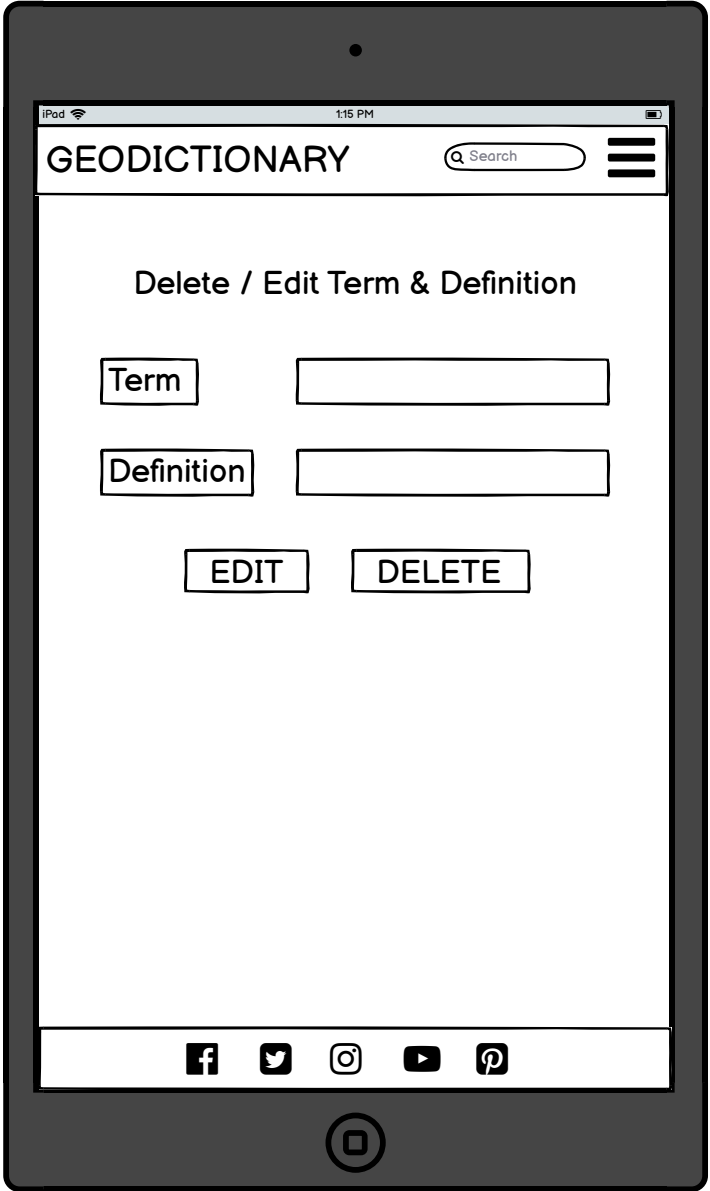 iPad 1:15 PM
GEODICTIONARY Search
Delete / Edit Term & Definition
Term
Definition
EDIT DELETE